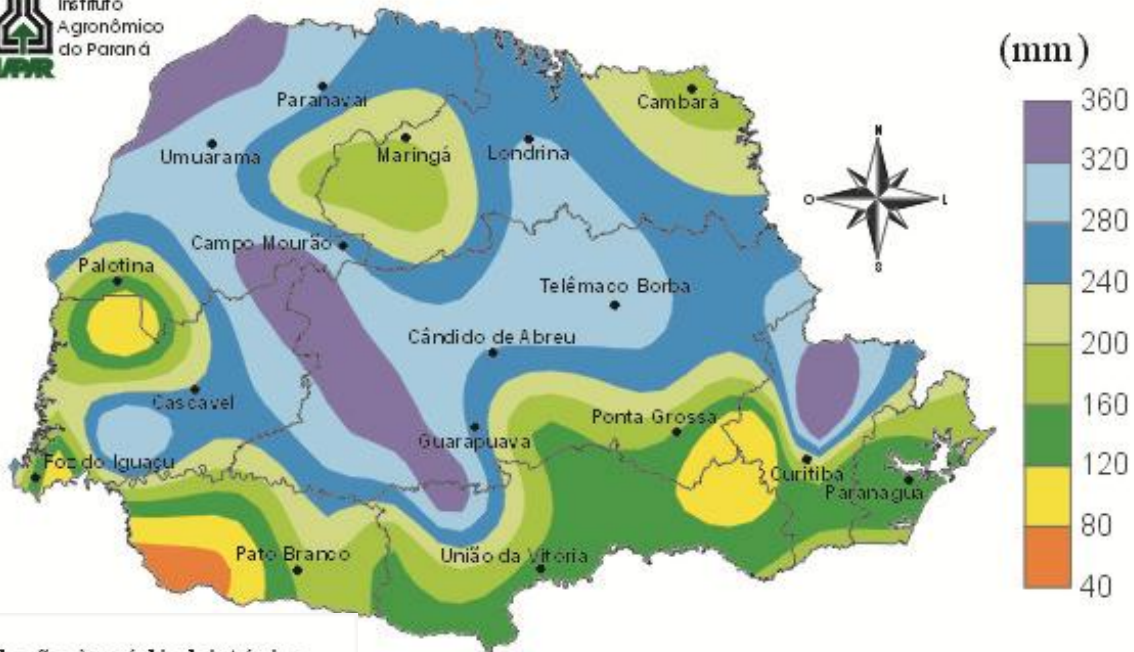 Instituto
Agronômico
do Paraná
IAPAR
(mm)
360
320
280
240
200
160
120
80
40
N
O
L
S
Paranavaí
Cambará
Umuarama
Maringá
Londrina
Campo Mourão
Palotina
Telêmaco Borba
Cândido de Abreu
Cascavel
Ponta Grossa
Guarapuava
Foz do Iguaçu
Curitiba
Paranagua
Pato Branco
União da Vitória